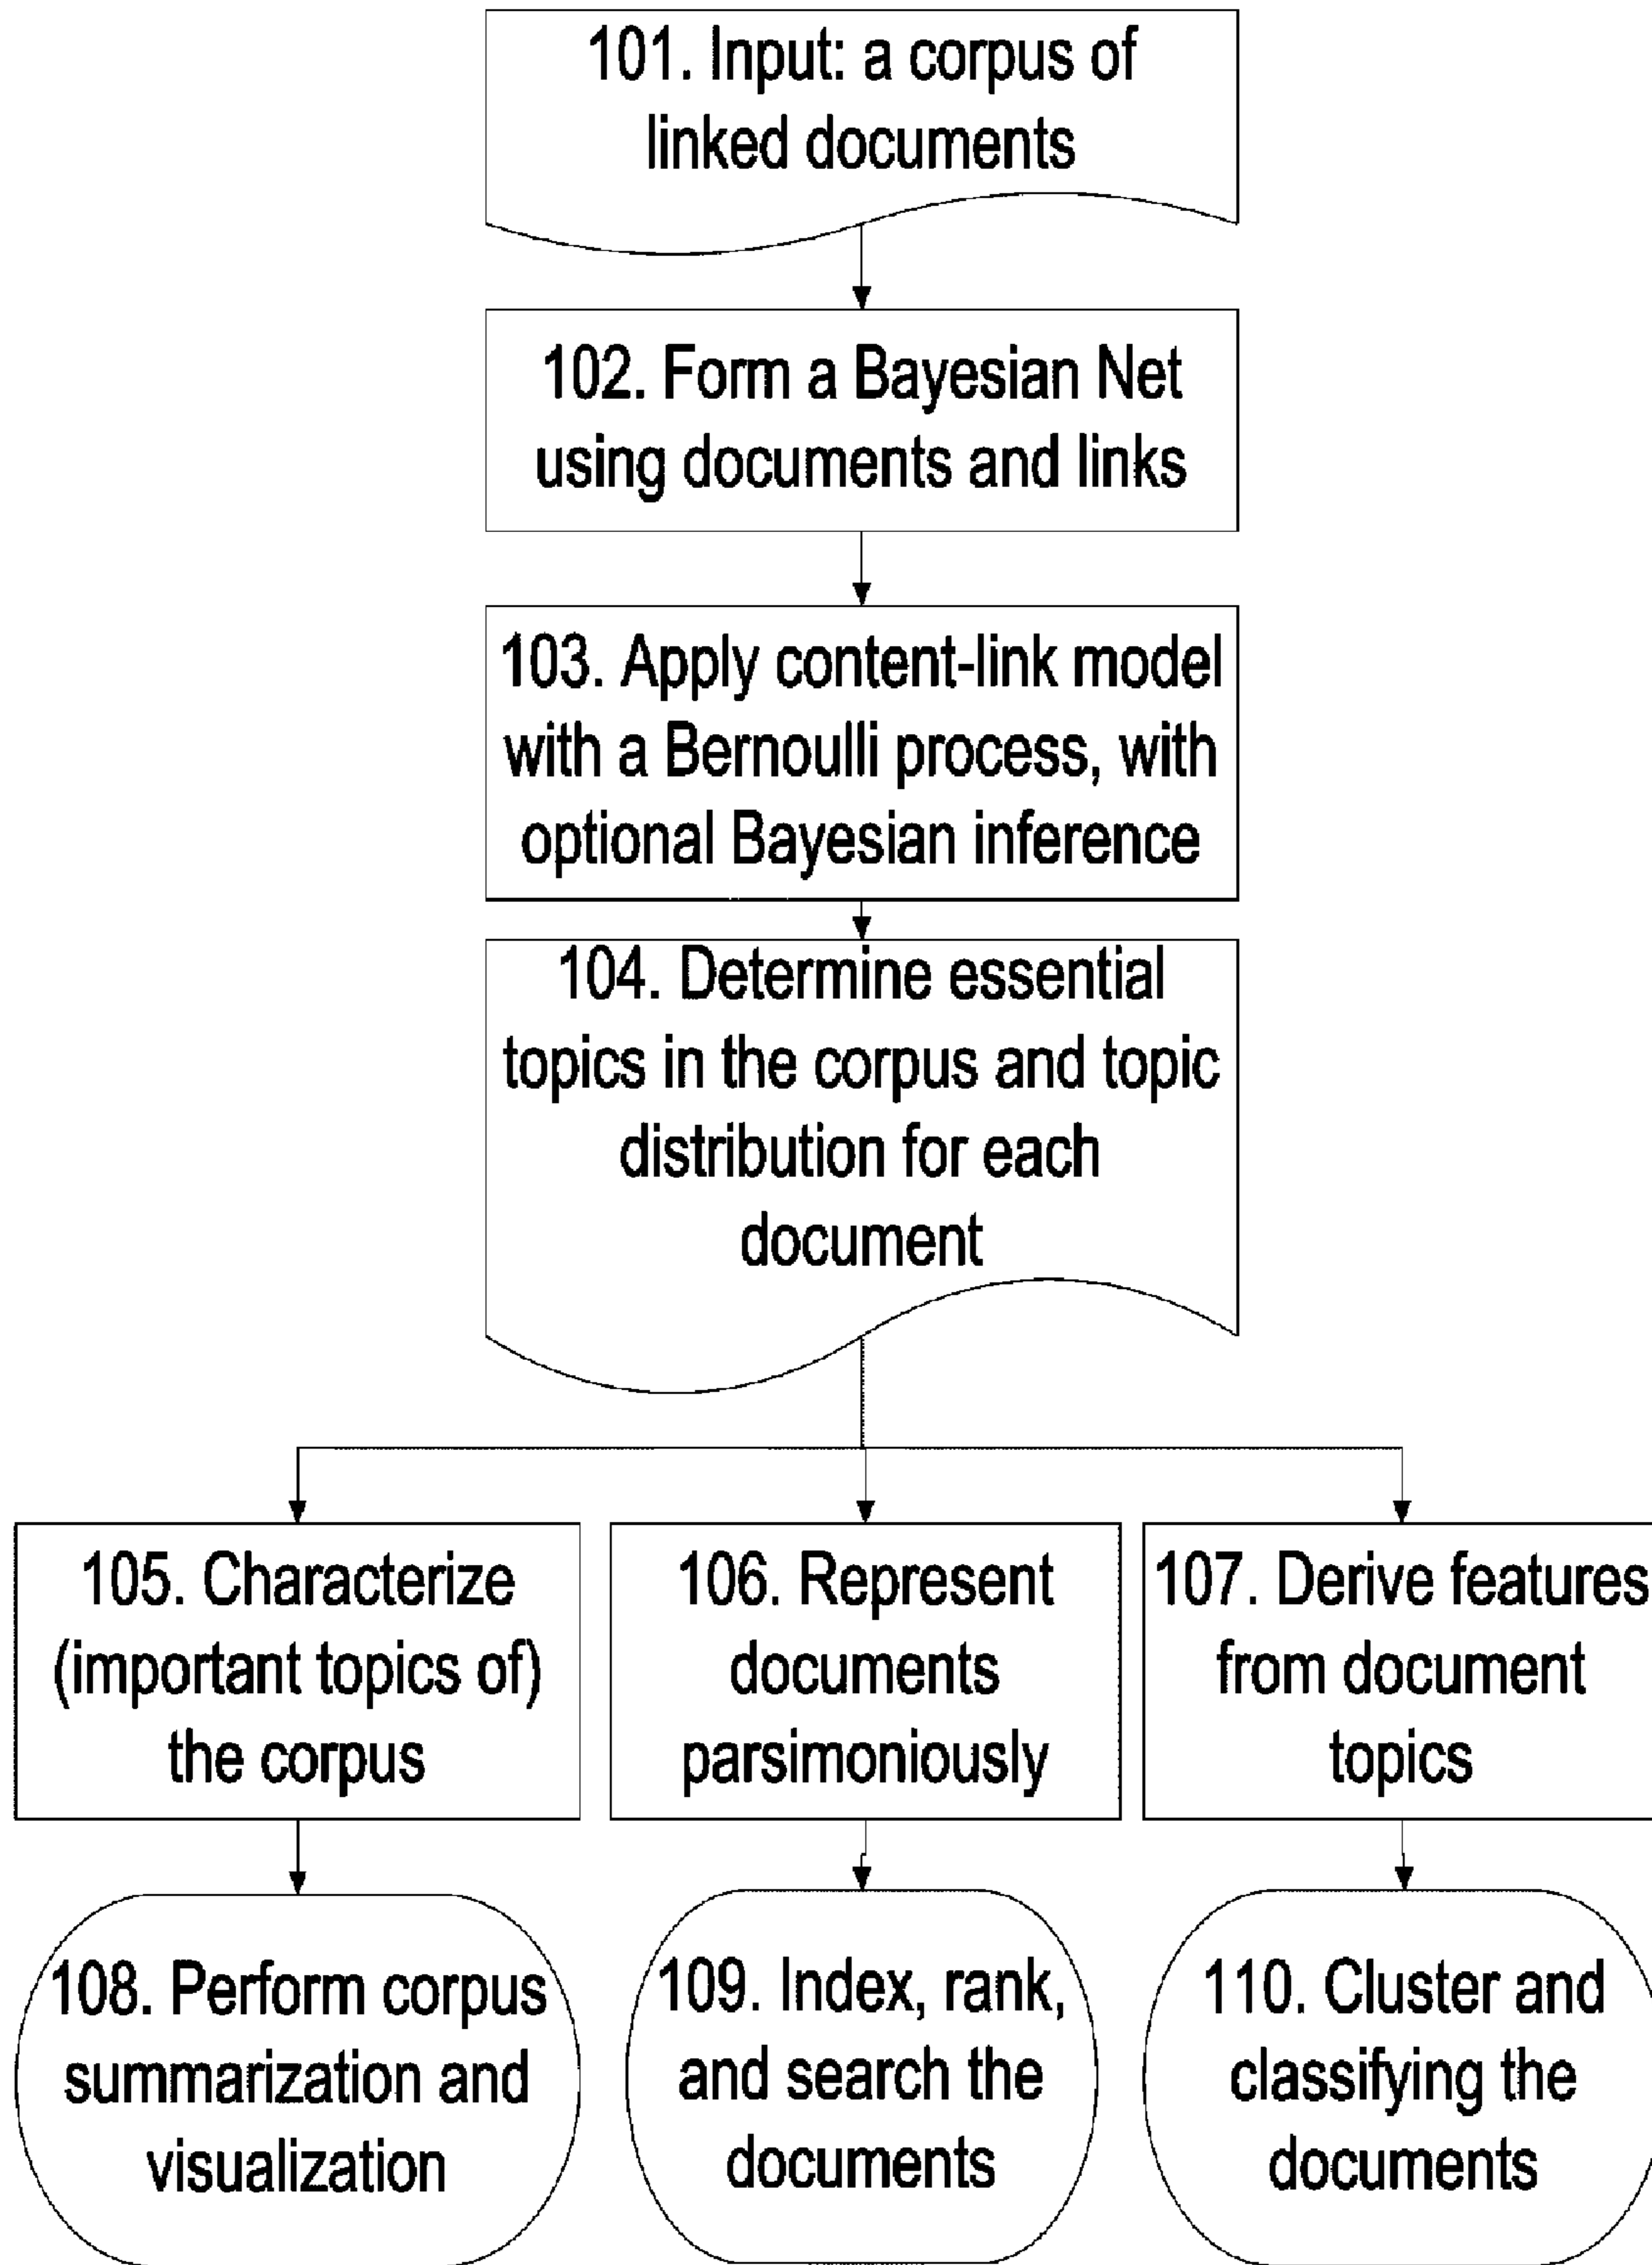 101. Input: a corpus of
linked documents
102. Form a Bayesian Net
using documents and links
103. Apply content-link model
with a Bernoulli process, with
optional Bayesian inference
104. Determine essential
topics in the corpus and topic
distribution for each
document
105. Characterize
(important topics of)
the corpus
106. Represent
documents
parsimoniously
107. Derive features
from document
topics
108. Perform corpus
summarization and
visualization
109. Index, rank,
and search the
documents
110. Cluster and
classifying the
documents